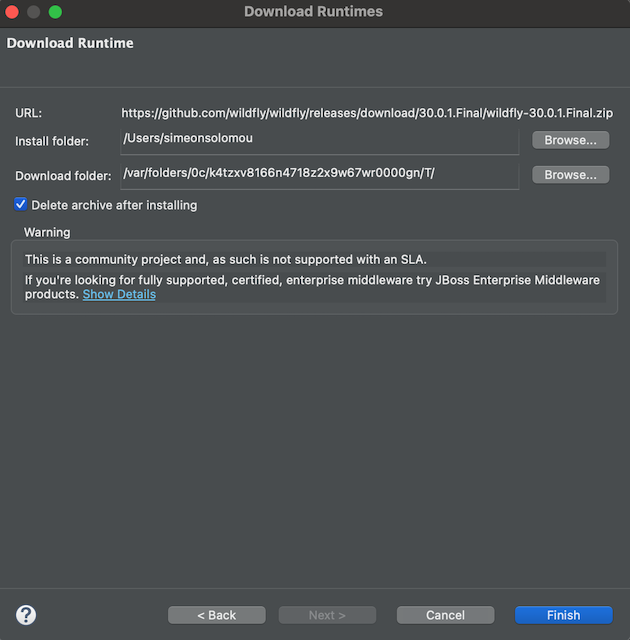 Download Runtimes
Download Runtime
URL: https://github.com/wildfly/wildfly/releases/download/30.0.1.Final/wildfly-30.0.1.Final.zip
Install folder: /Users/simeonsolomou Browse...
Download folder: /var/folders/0c/k4tzxv8166n4718z2x9w67wr0000gn/T/ Browse...
Delete archive after installing
Warning
This is a community project and, as such is not supported with an SLA.
If you're looking for fully supported, certified, enterprise middleware try JBoss Enterprise Middleware
products. Show Details
? < Back Next > Cancel Finish